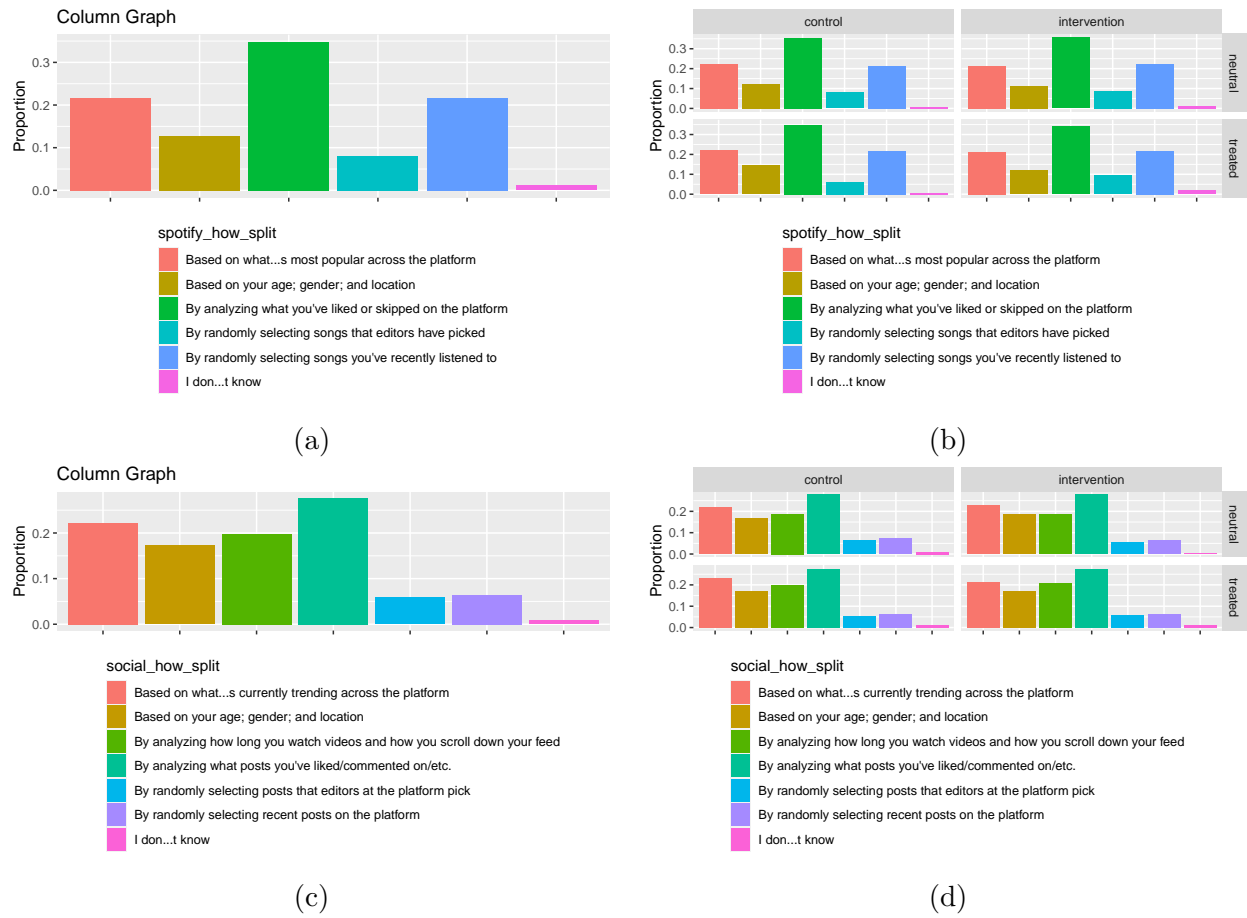 Column Graph
Proportion
0.3
0.2
0.1
0.0
spotify_how_split
Based on what...s most popular across the platform
Based on your age; gender; and location
By analyzing what you've liked or skipped on the platform
By randomly selecting songs that editors have picked
By randomly selecting songs you've recently listened to
I don...t know
(a)
control
intervention
Proportion
0.3
0.2
0.1
0.0
neutral
Proportion
0.3
0.2
0.1
0.0
treated
spotify_how_split
Based on what...s most popular across the platform
Based on your age; gender; and location
By analyzing what you've liked or skipped on the platform
By randomly selecting songs that editors have picked
By randomly selecting songs you've recently listened to
I don...t know
(b)
Column Graph
Proportion
0.2
0.1
0.0
social_how_split
Based on what...s currently trending across the platform
Based on your age; gender; and location
By analyzing how long you watch videos and how you scroll down your feed
By analyzing what posts you've liked/commented on/etc.
By randomly selecting posts that editors at the platform pick
By randomly selecting recent posts on the platform
I don...t know
(c)
control
intervention
Proportion
0.2
0.1
0.0
neutral
Proportion
0.2
0.1
0.0
treated
social_how_split
Based on what...s currently trending across the platform
Based on your age; gender; and location
By analyzing how long you watch videos and how you scroll down your feed
By analyzing what posts you've liked/commented on/etc.
By randomly selecting posts that editors at the platform pick
By randomly selecting recent posts on the platform
I don...t know
(d)